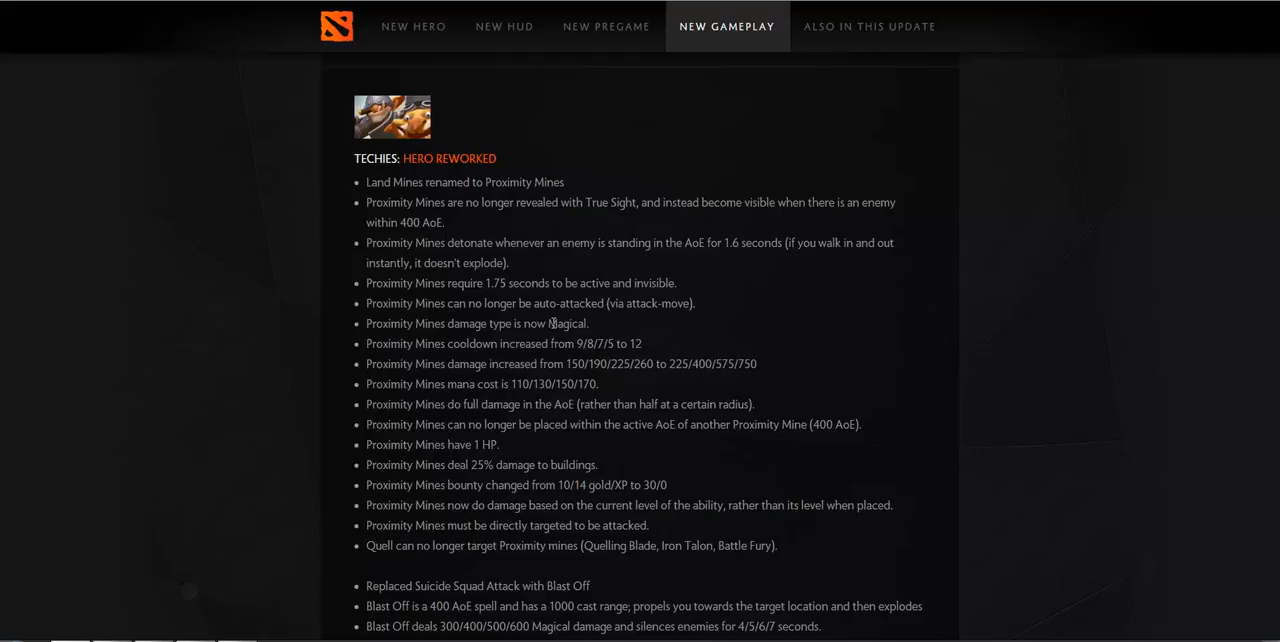 NEW HERO NEW HUD NEW PREGAME NEW GAMEPLAY ALSO IN THIS UPDATE
TECHIES: HERO REWORKED
• Land Mines renamed to Proximity Mines
• Proximity Mines are no longer revealed with True Sight, and instead become visible when there is an enemy
within 400 AoE.
• Proximity Mines detonate whenever an enemy is standing in the AoE for 1.6 seconds (if you walk in and out
instantly, it doesn't explode).
• Proximity Mines require 1.75 seconds to be active and invisible.
• Proximity Mines can no longer be auto-attacked (via attack-move).
• Proximity Mines damage type is now Magical.
• Proximity Mines cooldown increased from 9/8/7/5 to 12
• Proximity Mines damage increased from 150/190/225/260 to 225/400/575/750
• Proximity Mines mana cost is 110/130/150/170.
• Proximity Mines do full damage in the AoE (rather than half at a certain radius).
• Proximity Mines can no longer be placed within the active AoE of another Proximity Mine (400 AoE).
• Proximity Mines have 1 HP.
• Proximity Mines deal 25% damage to buildings.
• Proximity Mines bounty changed from 10/14 gold/XP to 30/0
• Proximity Mines now do damage based on the current level of the ability, rather than its level when placed.
• Proximity Mines must be directly targeted to be attacked.
• Quell can no longer target Proximity mines (Quelling Blade, Iron Talon, Battle Fury).
• Replaced Suicide Squad Attack with Blast Off
• Blast Off is a 400 AoE spell and has a 1000 cast range; propels you towards the target location and then explodes
• Blast Off deals 300/400/500/600 Magical damage and silences enemies for 4/5/6/7 seconds.